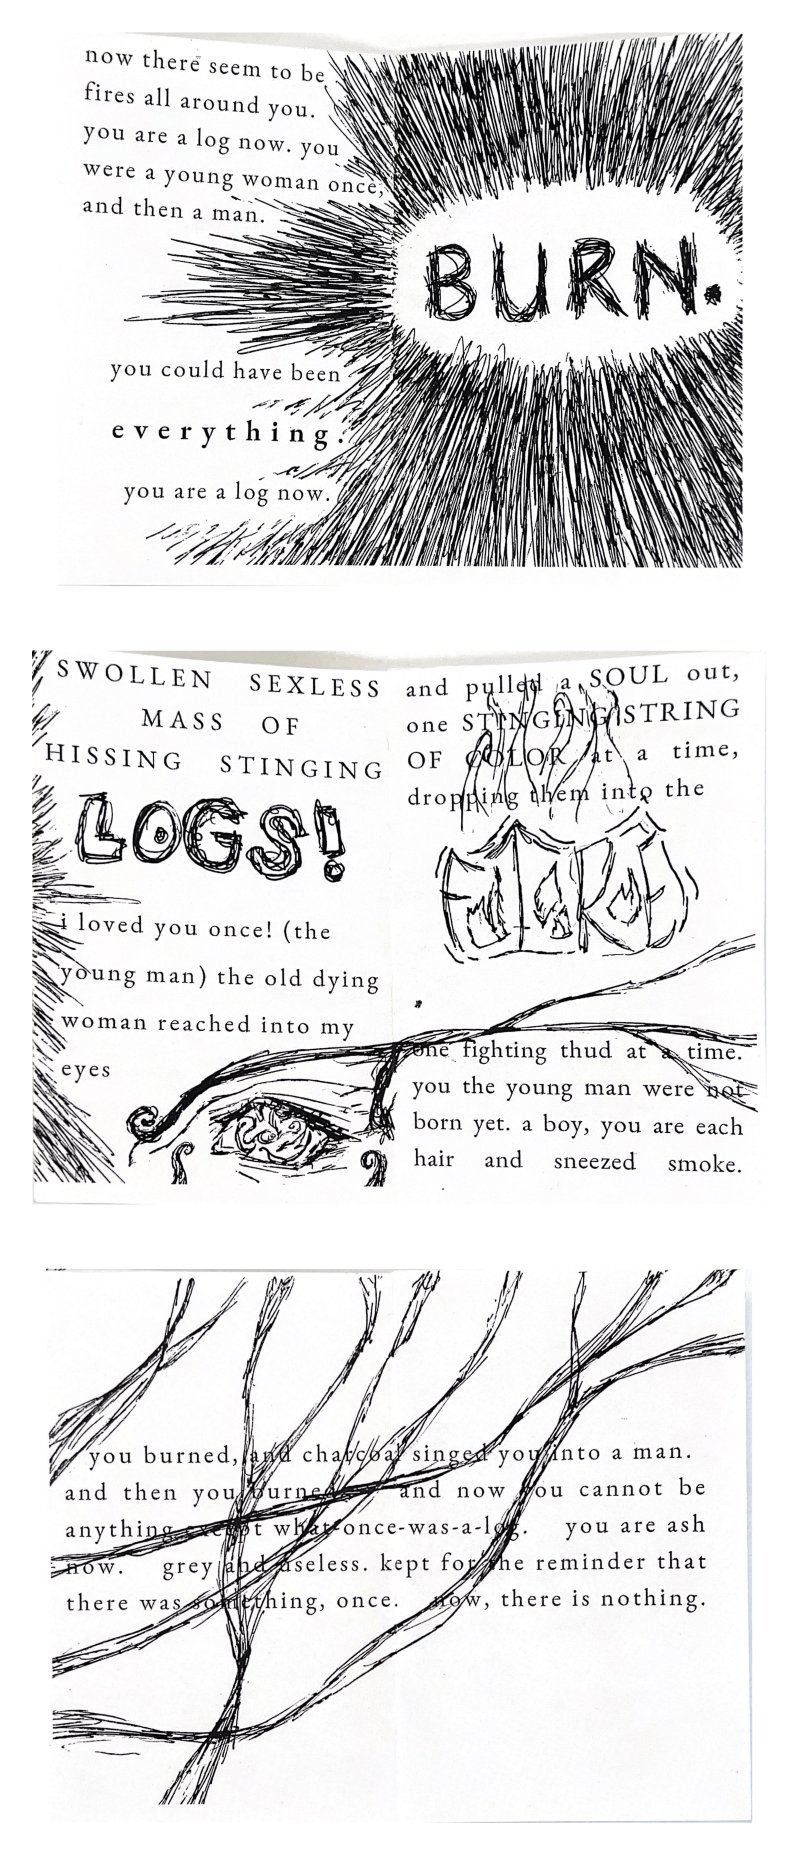 now there seem to be
fires all around you.
you are a log now. you
were a young woman once,
and then a man.
BURN.
you could have been
everything.
you are a log now.
SWOLLEN SEXLESS
MASS OF
HISSING STINGING
LOGS!
i loved you once! (the
young man) the old dying
woman reached into my
eyes
and pulled a SOUL out,
one STINGING STRING
OF COLOR at a time,
dropping them into the
FIRE
one fighting thud at a time.
you the young man were not
born yet. a boy, you are each
hair and sneezed smoke.
you burned, and charcoal singed you into a man.
and then you burned and now you cannot be
anything except what-once-was-a-log. you are ash
now. grey and useless. kept for the reminder that
there was something, once. now, there is nothing.